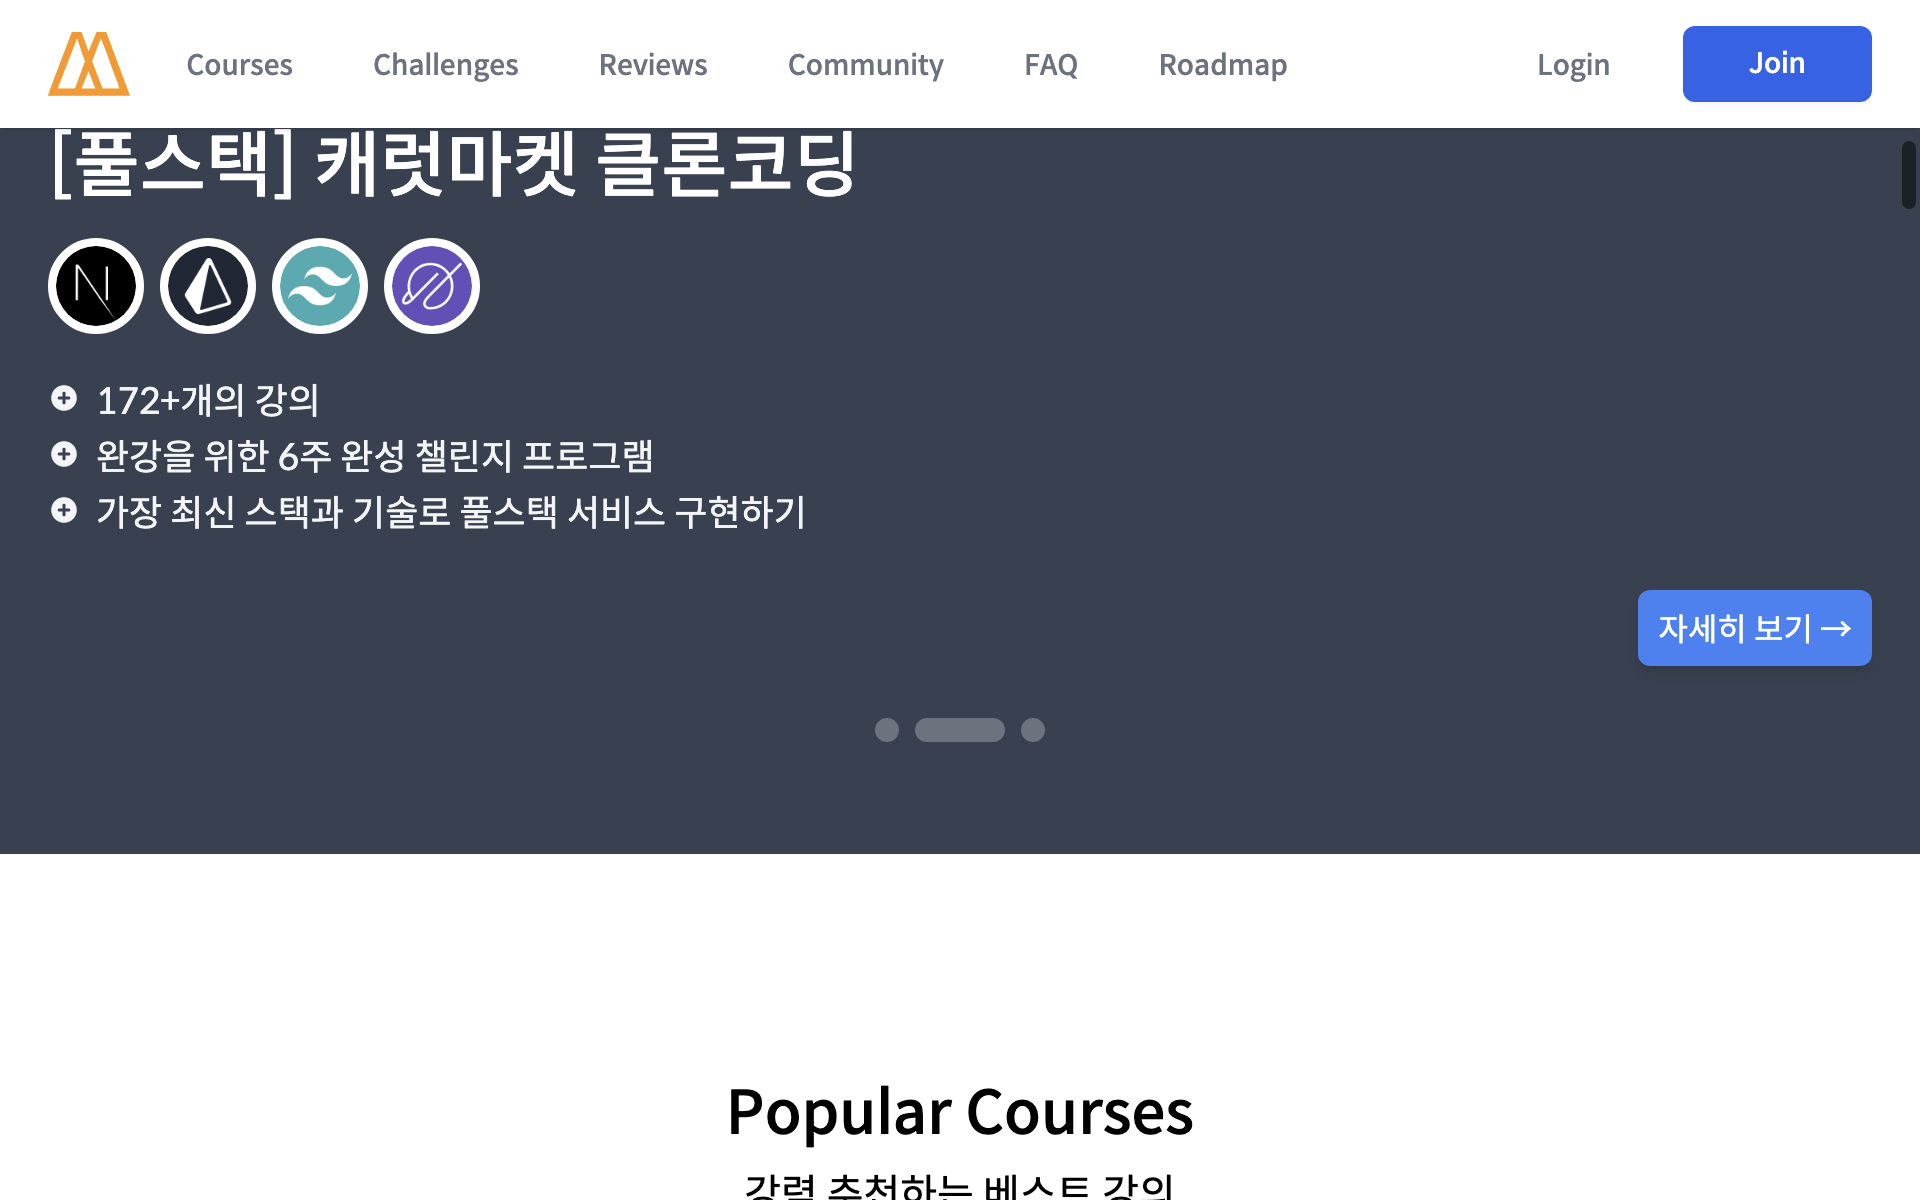 Courses Challenges Reviews Community FAQ Roadmap Login Join
[풀스택] 캐럿마켓 클론코딩
172+개의 강의
완강을 위한 6주 완성 챌린지 프로그램
가장 최신 스택과 기술로 풀스택 서비스 구현하기
자세히 보기 →
Popular Courses
강력 추천하는 베스트 강의